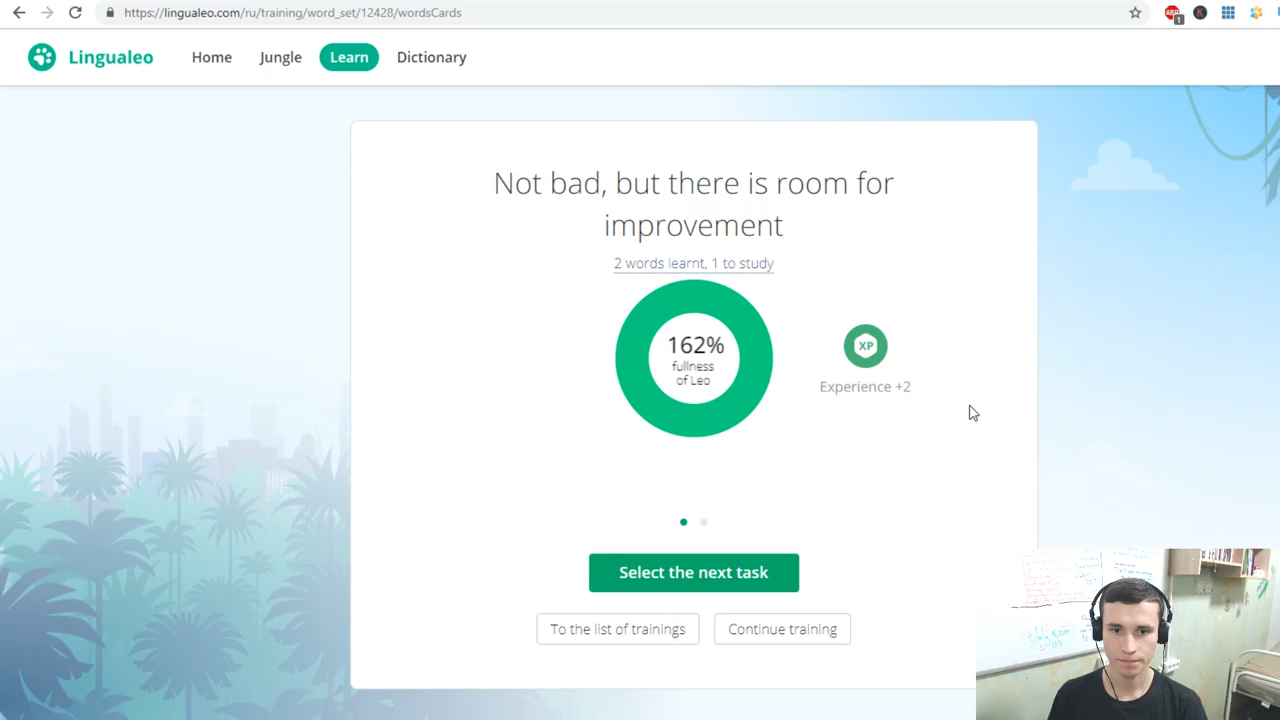 https://lingualeo.com/ru/training/word_set/12428/wordsCards
ABP
1
K
Lingualeo
Home
Jungle
Learn
Dictionary
Not bad, but there is room for
improvement
2 words learnt, 1 to study
162%
fullness
of Leo
XP
Experience +2
Select the next task
To the list of trainings
Continue training